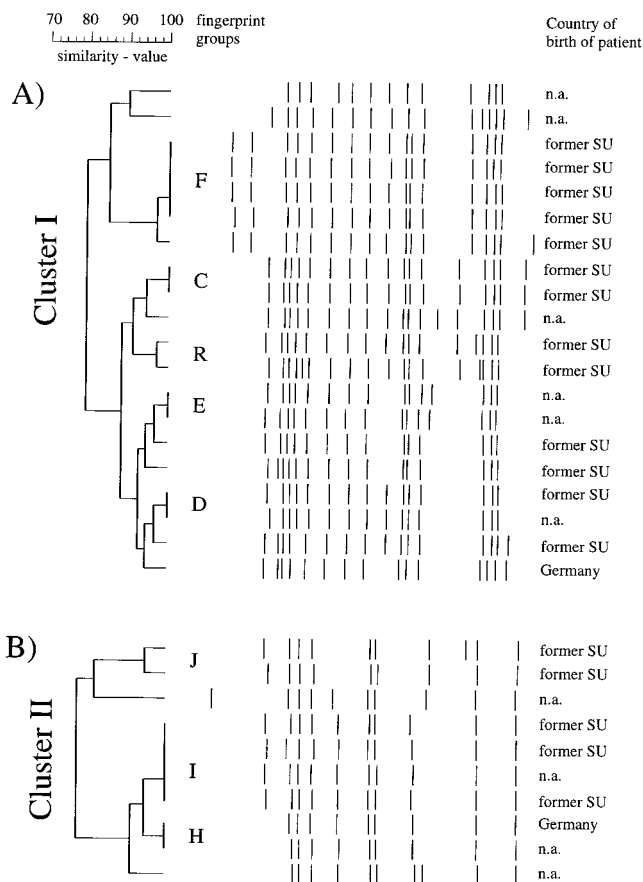 70 80 90 100
similarity - value
fingerprint
groups
Country of
birth of patient
A)
Cluster I
n.a.
n.a.
former SU
former SU
F former SU
former SU
former SU
C former SU
former SU
n.a.
R former SU
former SU
E n.a.
n.a.
former SU
former SU
D former SU
n.a.
former SU
Germany
B)
Cluster II
J former SU
former SU
n.a.
former SU
former SU
I n.a.
former SU
H Germany
n.a.
n.a.